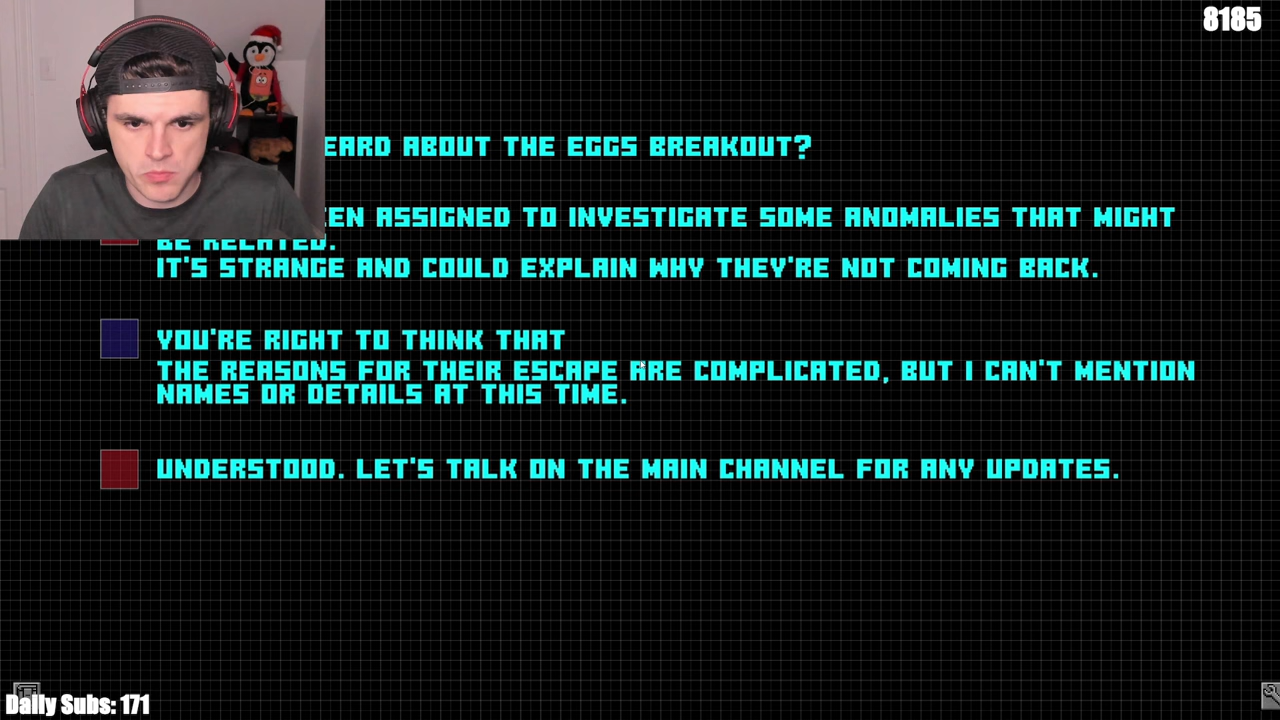 8185
EARD ABOUT THE EGGS BREAKOUT?
EN ASSIGNED TO INVESTIGATE SOME ANOMALIES THAT MIGHT
BE RELATED.
IT'S STRANGE AND COULD EXPLAIN WHY THEY'RE NOT COMING BACK.
YOU'RE RIGHT TO THINK THAT
THE REASONS FOR THEIR ESCAPE ARE COMPLICATED, BUT I CAN'T MENTION
NAMES OR DETAILS AT THIS TIME.
UNDERSTOOD. LET'S TALK ON THE MAIN CHANNEL FOR ANY UPDATES.
Daily Subs: 171